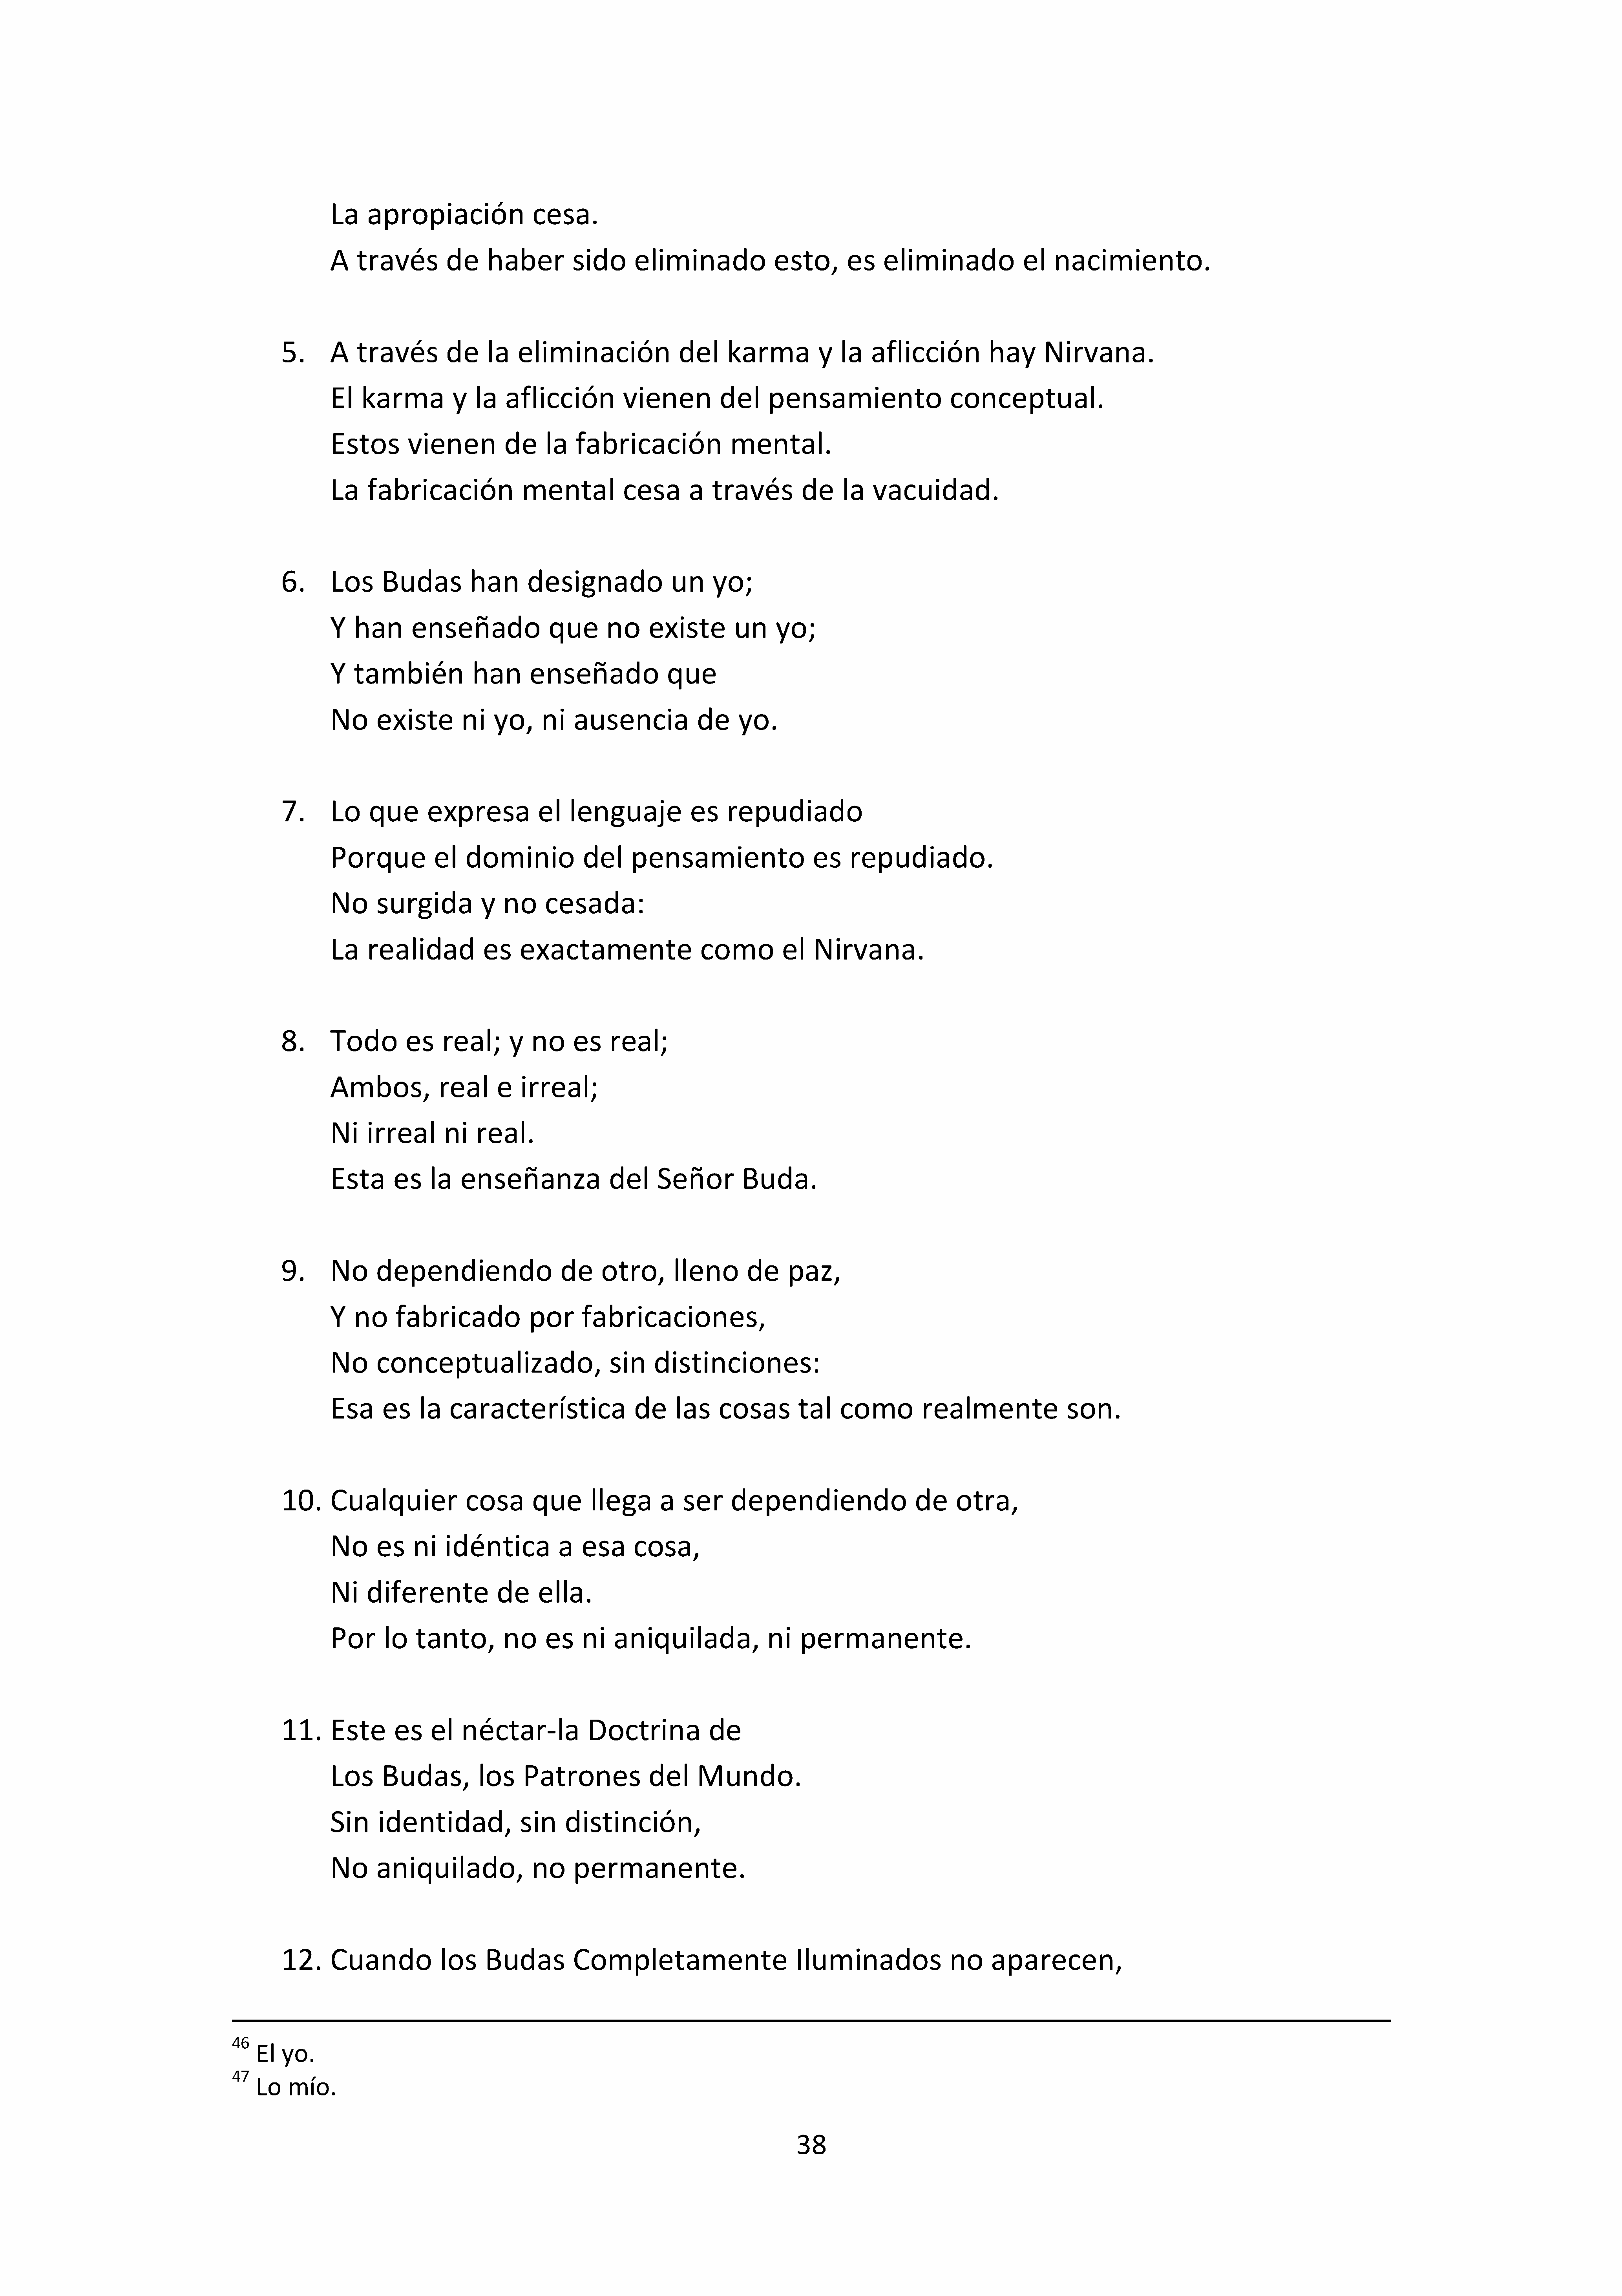 La apropiación cesa.
A través de haber sido eliminado esto, es eliminado el nacimiento.
5. A través de la eliminación del karma y la aflicción hay Nirvana.
El karma y la aflicción vienen del pensamiento conceptual.
Estos vienen de la fabricación mental.
La fabricación mental cesa a través de la vacuidad.
6. Los Budas han designado un yo;
Y han enseñado que no existe un yo;
Y también han enseñado que
No existe ni yo, ni ausencia de yo.
7. Lo que expresa el lenguaje es repudiado
Porque el dominio del pensamiento es repudiado.
No surgida y no cesada:
La realidad es exactamente como el Nirvana.
8. Todo es real; y no es real;
Ambos, real e irreal;
Ni irreal ni real.
Esta es la enseñanza del Señor Buda.
9. No dependiendo de otro, lleno de paz,
Y no fabricado por fabricaciones,
No conceptualizado, sin distinciones:
Esa es la característica de las cosas tal como realmente son.
10. Cualquier cosa que llega a ser dependiendo de otra,
No es ni idéntica a esa cosa,
Ni diferente de ella.
Por lo tanto, no es ni aniquilada, ni permanente.
11. Este es el néctar-la Doctrina de
Los Budas, los Patrones del Mundo.
Sin identidad, sin distinción,
No aniquilado, no permanente.
12. Cuando los Budas Completamente Iluminados no aparecen,
46 El yo.
47 Lo mío.
38